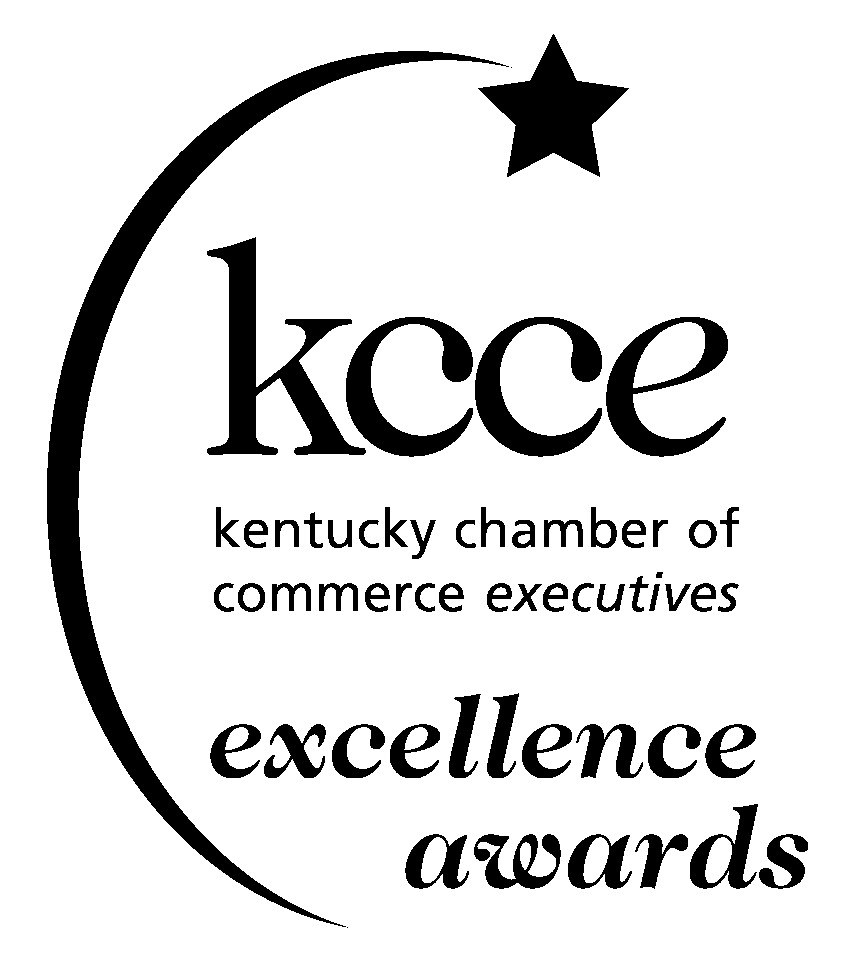 kcce
kentucky chamber of
commerce executives
excellence
awards